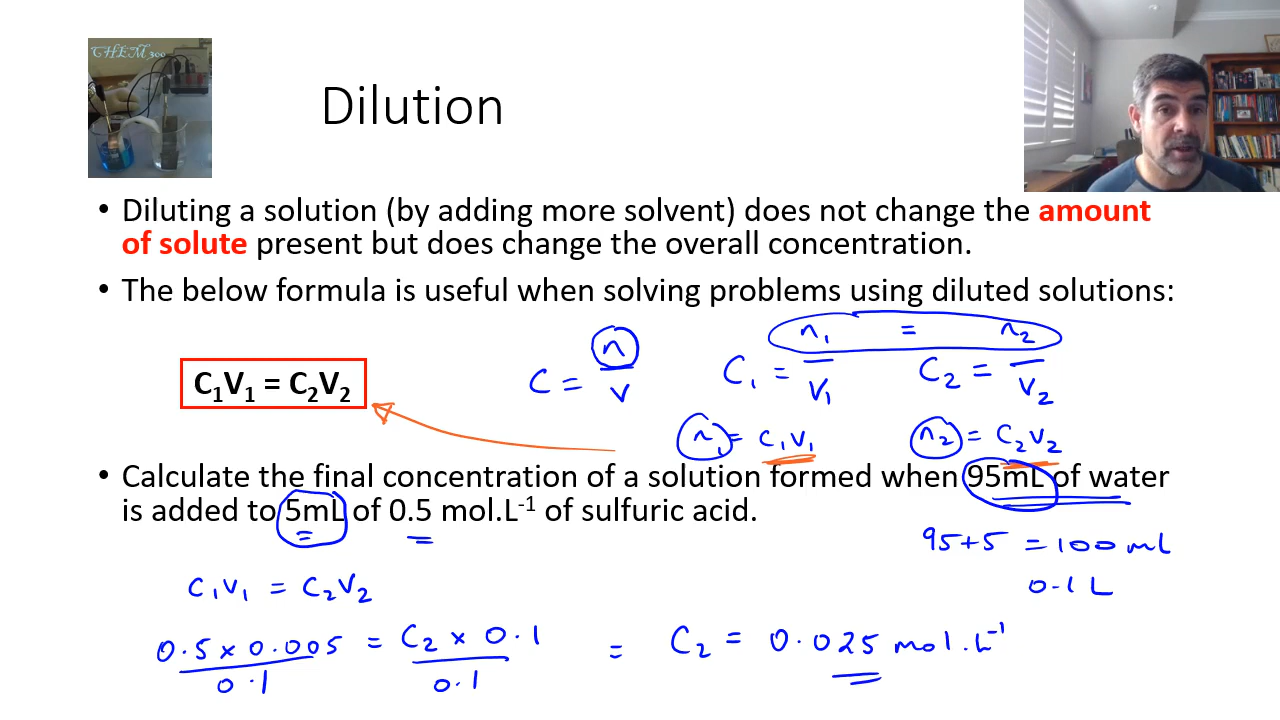 CHEM300
Dilution
• Diluting a solution (by adding more solvent) does not change the amount
of solute present but does change the overall concentration.
• The below formula is useful when solving problems using diluted solutions:
n₁ = n₂
C = n/V C₁ = —/V₁ C₂ = —/V₂
C₁V₁ = C₂V₂
n₁ = C₁V₁ n₂ = C₂V₂
• Calculate the final concentration of a solution formed when 95mL of water
is added to 5mL of 0.5 mol.L⁻¹ of sulfuric acid.
95+5 = 100 mL
0.1 L
C₁V₁ = C₂V₂
0.5 x 0.005 = C₂ x 0.1 = C₂ = 0.025 mol.L⁻¹
0.1 0.1